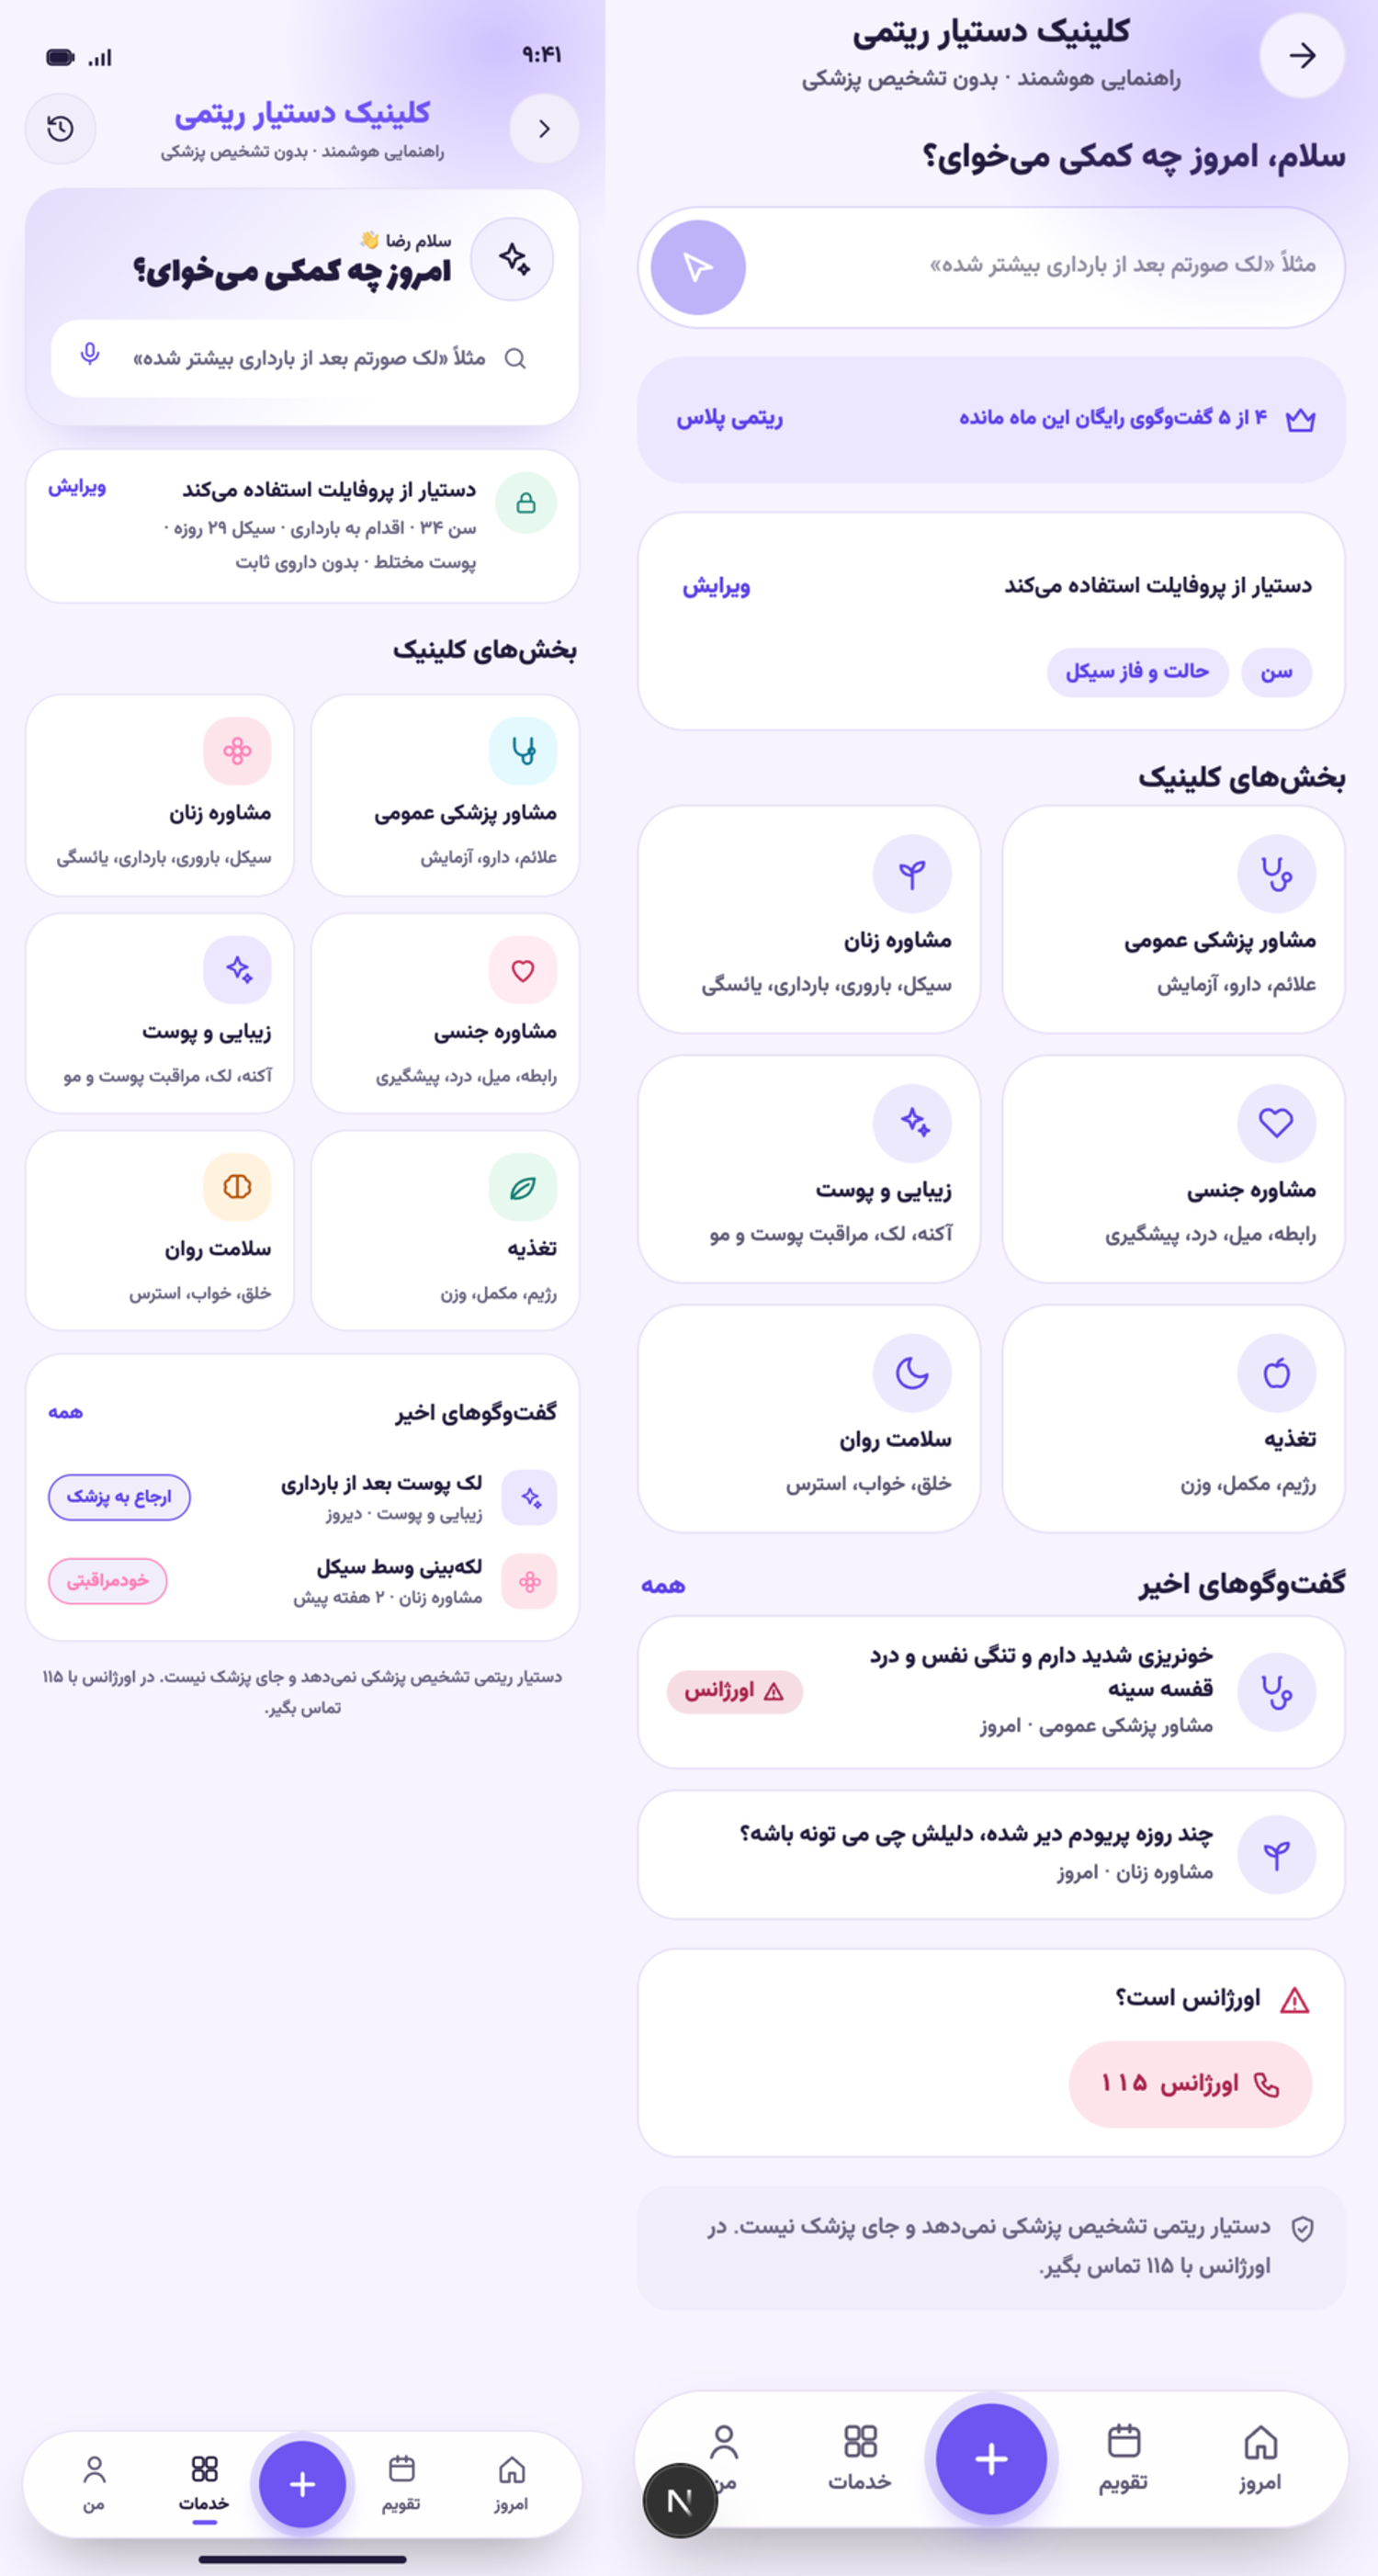 ۹:۴۱
کلینیک دستیار ریتمی
راهنمایی هوشمند · بدون تشخیص پزشکی
سلام رضا 👋
امروز چه کمکی می‌خوای؟
مثلاً «لک صورتم بعد از بارداری بیشتر شده»
دستیار از پروفایلت استفاده می‌کند
ویرایش
سن ۳۴ · اقدام به بارداری · سیکل ۲۹ روزه ·
پوست مختلط · بدون داروی ثابت
بخش‌های کلینیک
مشاور پزشکی عمومی
علائم، دارو، آزمایش
مشاوره زنان
سیکل، باروری، بارداری، یائسگی
مشاوره جنسی
رابطه، میل، درد، پیشگیری
زیبایی و پوست
آکنه، لک، مراقبت پوست و مو
تغذیه
رژیم، مکمل، وزن
سلامت روان
خلق، خواب، استرس
گفت‌وگوهای اخیر
همه
لک پوست بعد از بارداری
زیبایی و پوست · دیروز
ارجاع به پزشک
لکه‌بینی وسط سیکل
مشاوره زنان · ۲ هفته پیش
خودمراقبتی
دستیار ریتمی تشخیص پزشکی نمی‌دهد و جای پزشک نیست. در اورژانس با ۱۱۵
تماس بگیر.
امروز
تقویم
خدمات
من
کلینیک دستیار ریتمی
راهنمایی هوشمند · بدون تشخیص پزشکی
سلام، امروز چه کمکی می‌خوای؟
مثلاً «لک صورتم بعد از بارداری بیشتر شده»
۴ از ۵ گفت‌وگوی رایگان این ماه مانده
ریتمی پلاس
دستیار از پروفایلت استفاده می‌کند
ویرایش
سن
حالت و فاز سیکل
بخش‌های کلینیک
مشاور پزشکی عمومی
علائم، دارو، آزمایش
مشاوره زنان
سیکل، باروری، بارداری، یائسگی
مشاوره جنسی
رابطه، میل، درد، پیشگیری
زیبایی و پوست
آکنه، لک، مراقبت پوست و مو
تغذیه
رژیم، مکمل، وزن
سلامت روان
خلق، خواب، استرس
گفت‌وگوهای اخیر
همه
خونریزی شدید دارم و تنگی نفس و درد
قفسه سینه
مشاور پزشکی عمومی · امروز
اورژانس
چند روزه پریودم دیر شده، دلیلش چی می تونه باشه؟
مشاوره زنان · امروز
اورژانس است؟
اورژانس ۱۱۵
دستیار ریتمی تشخیص پزشکی نمی‌دهد و جای پزشک نیست. در
اورژانس با ۱۱۵ تماس بگیر.
امروز
تقویم
خدمات
من
N